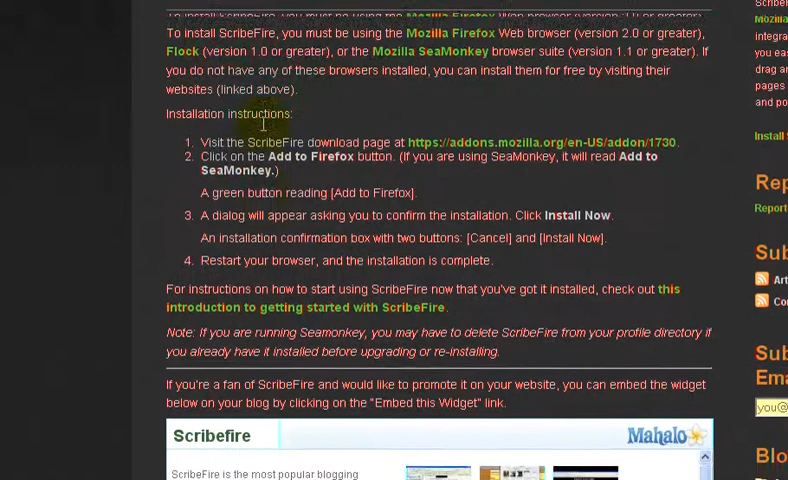 To install ScribeFire, you must be using the Mozilla Firefox Web browser (version 2.0 or greater),
Flock (version 1.0 or greater), or the Mozilla SeaMonkey browser suite (version 1.1 or greater). If
you do not have any of these browsers installed, you can install them for free by visiting their
websites (linked above).
Installation instructions:
1. Visit the ScribeFire download page at https://addons.mozilla.org/en-US/addon/1730.
2. Click on the Add to Firefox button. (If you are using SeaMonkey, it will read Add to
SeaMonkey.)
A green button reading [Add to Firefox].
3. A dialog will appear asking you to confirm the installation. Click Install Now.
An installation confirmation box with two buttons: [Cancel] and [Install Now].
4. Restart your browser, and the installation is complete.
For instructions on how to start using ScribeFire now that you've got it installed, check out this
introduction to getting started with ScribeFire.
Note: If you are running Seamonkey, you may have to delete ScribeFire from your profile directory if
you already have it installed before upgrading or re-installing.
If you're a fan of ScribeFire and would like to promote it on your website, you can embed the widget
below on your blog by clicking on the "Embed this Widget" link.
Scribefire
Mahalo
ScribeFire is the most popular blogging
integra
you eas
drag ar
pages
and po
Install
Rep
Report
Sub
Art
Co
Sub
Ema
you@
Blo